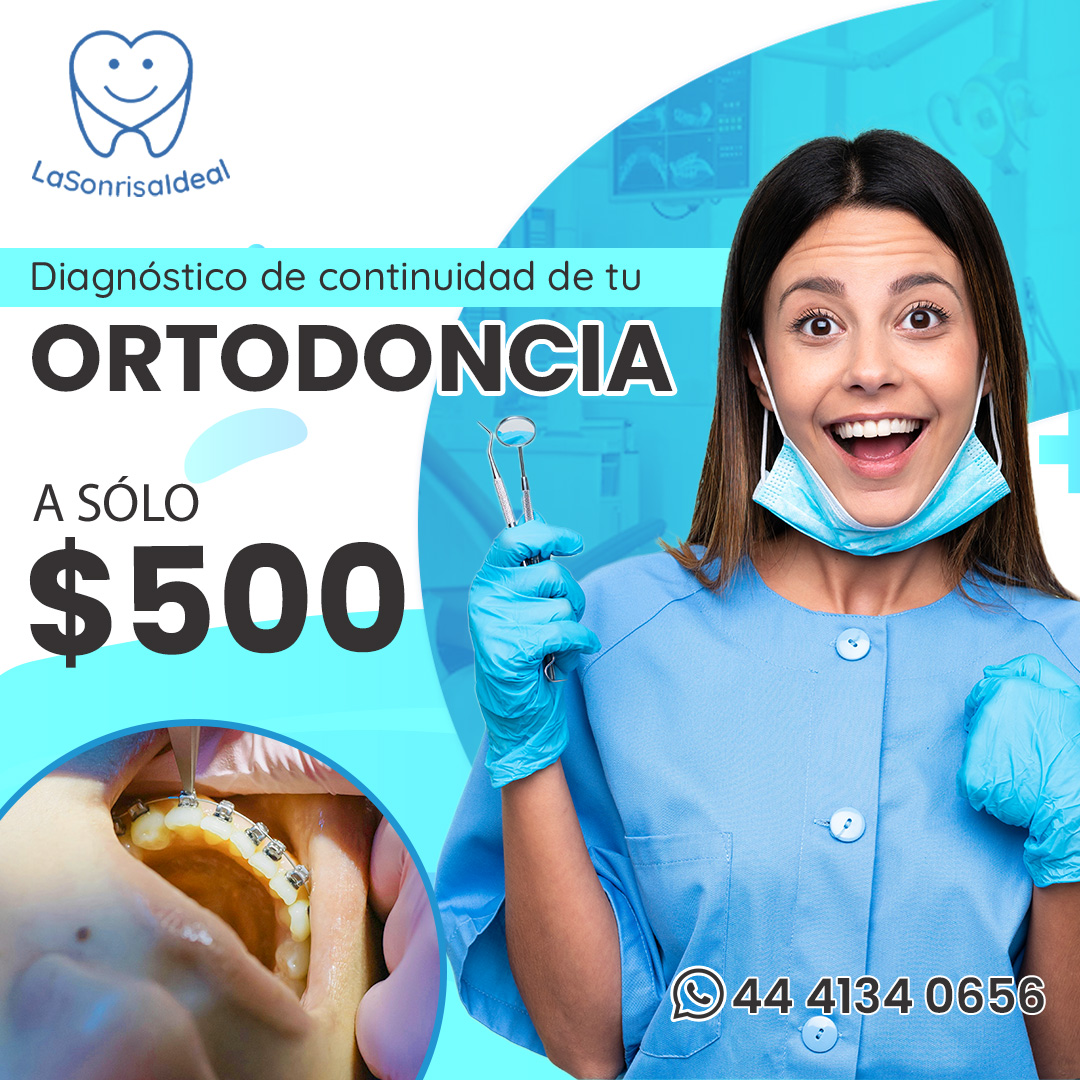 LaSonrisaIdeal
Diagnóstico de continuidad de tu
ORTODONCIA
A SÓLO
$500
44 4134 0656